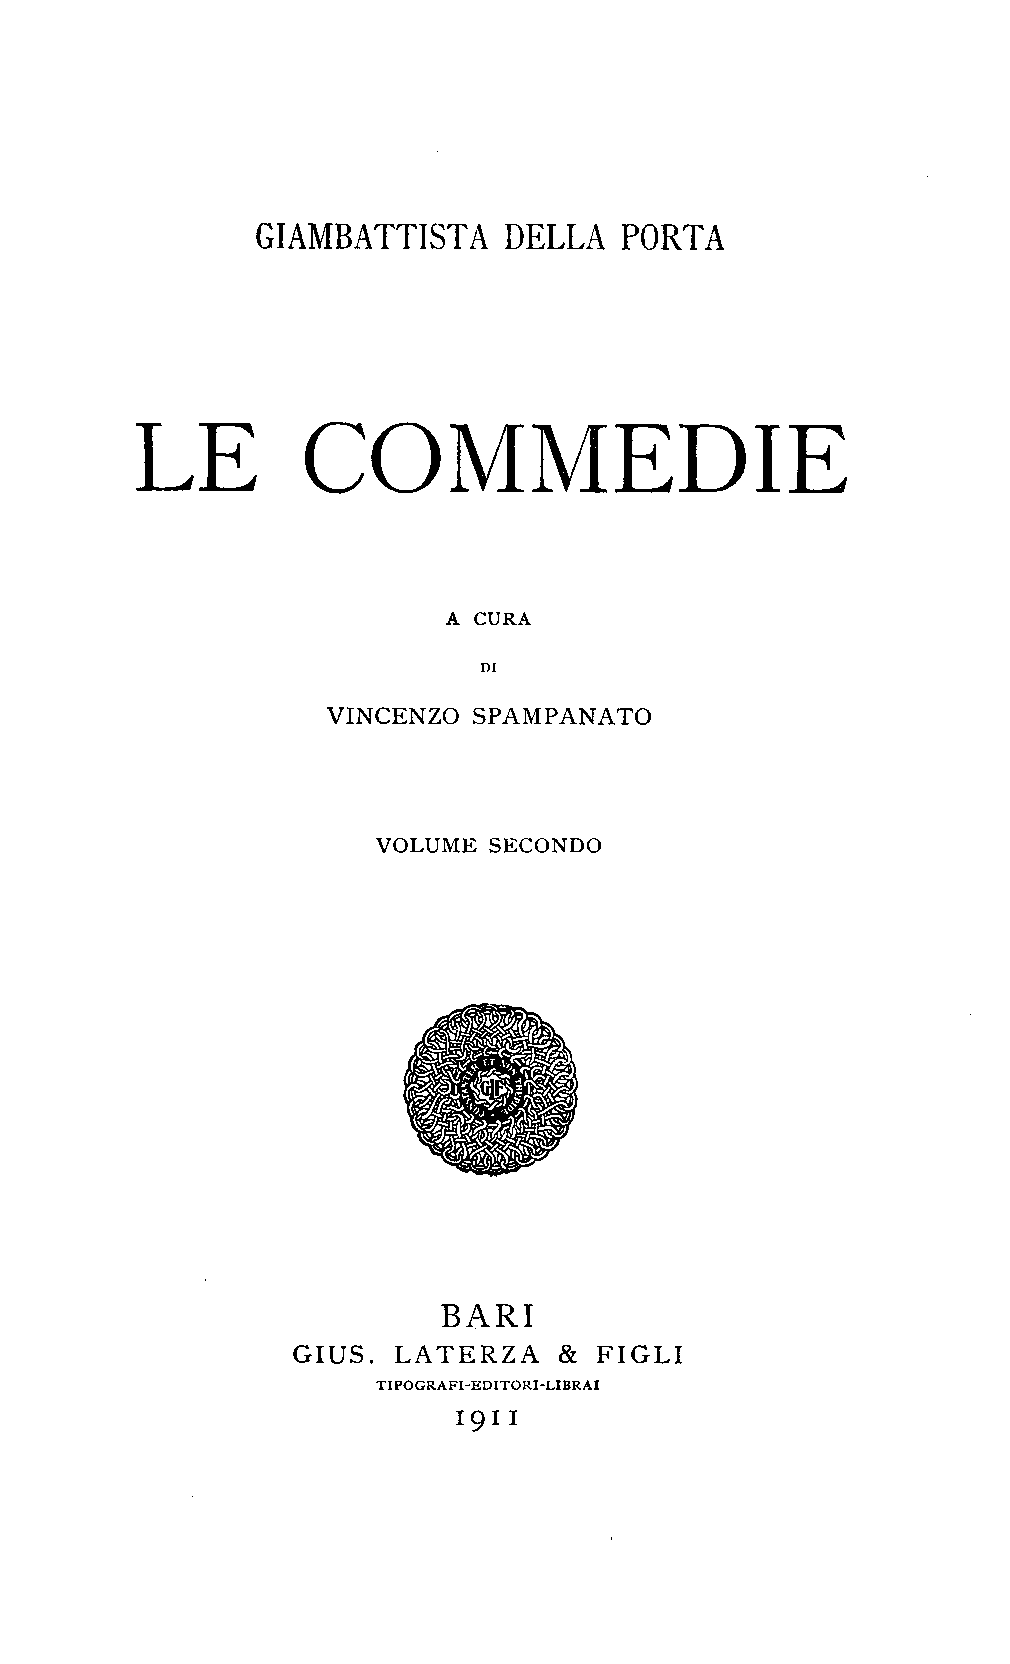 GIAMBATTISTA DELLA PORTA
LE COMMEDIE
A CURA
DI
VINCENZO SPAMPANATO
VOLUME SECONDO
BARI
GIUS. LATERZA & FIGLI
TIPOGRAFI-EDITORI-LIBRAI
1911